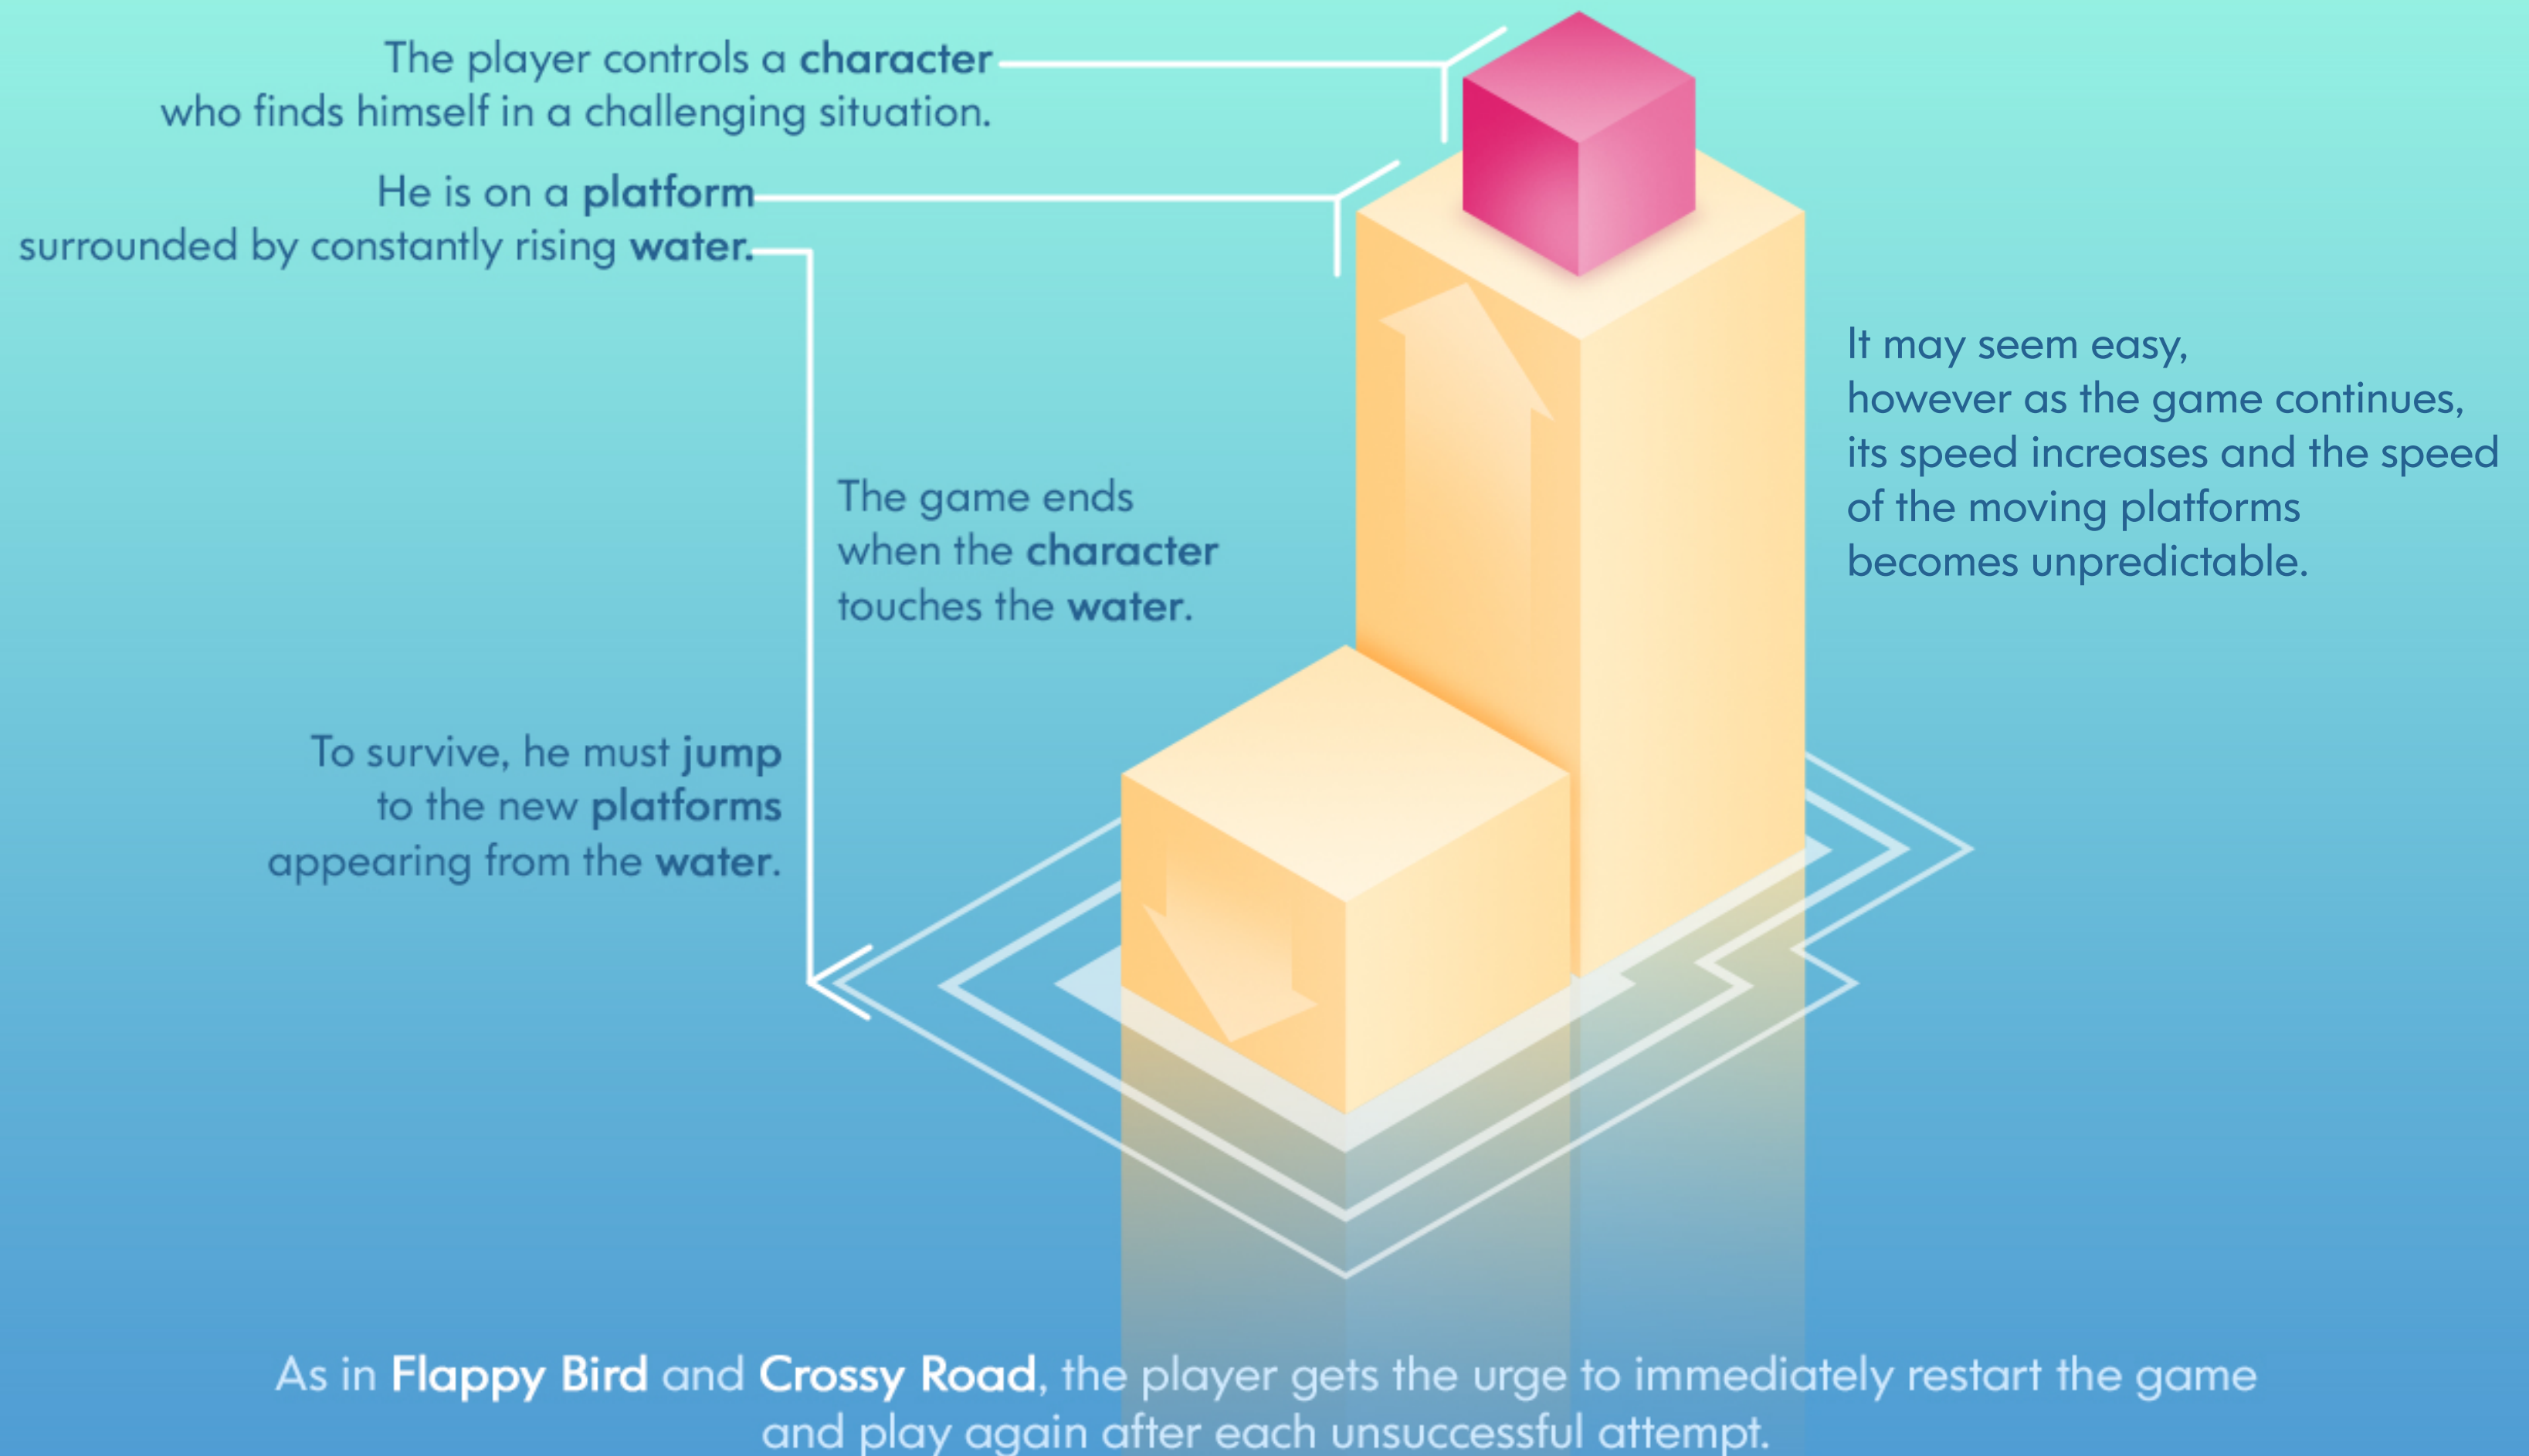 The player controls a character
who finds himself in a challenging situation.
He is on a platform
surrounded by constantly rising water.
It may seem easy,
however as the game continues,
its speed increases and the speed
of the moving platforms
becomes unpredictable.
The game ends
when the character
touches the water.
To survive, he must jump
to the new platforms
appearing from the water.
As in Flappy Bird and Crossy Road, the player gets the urge to immediately restart the game
and play again after each unsuccessful attempt.